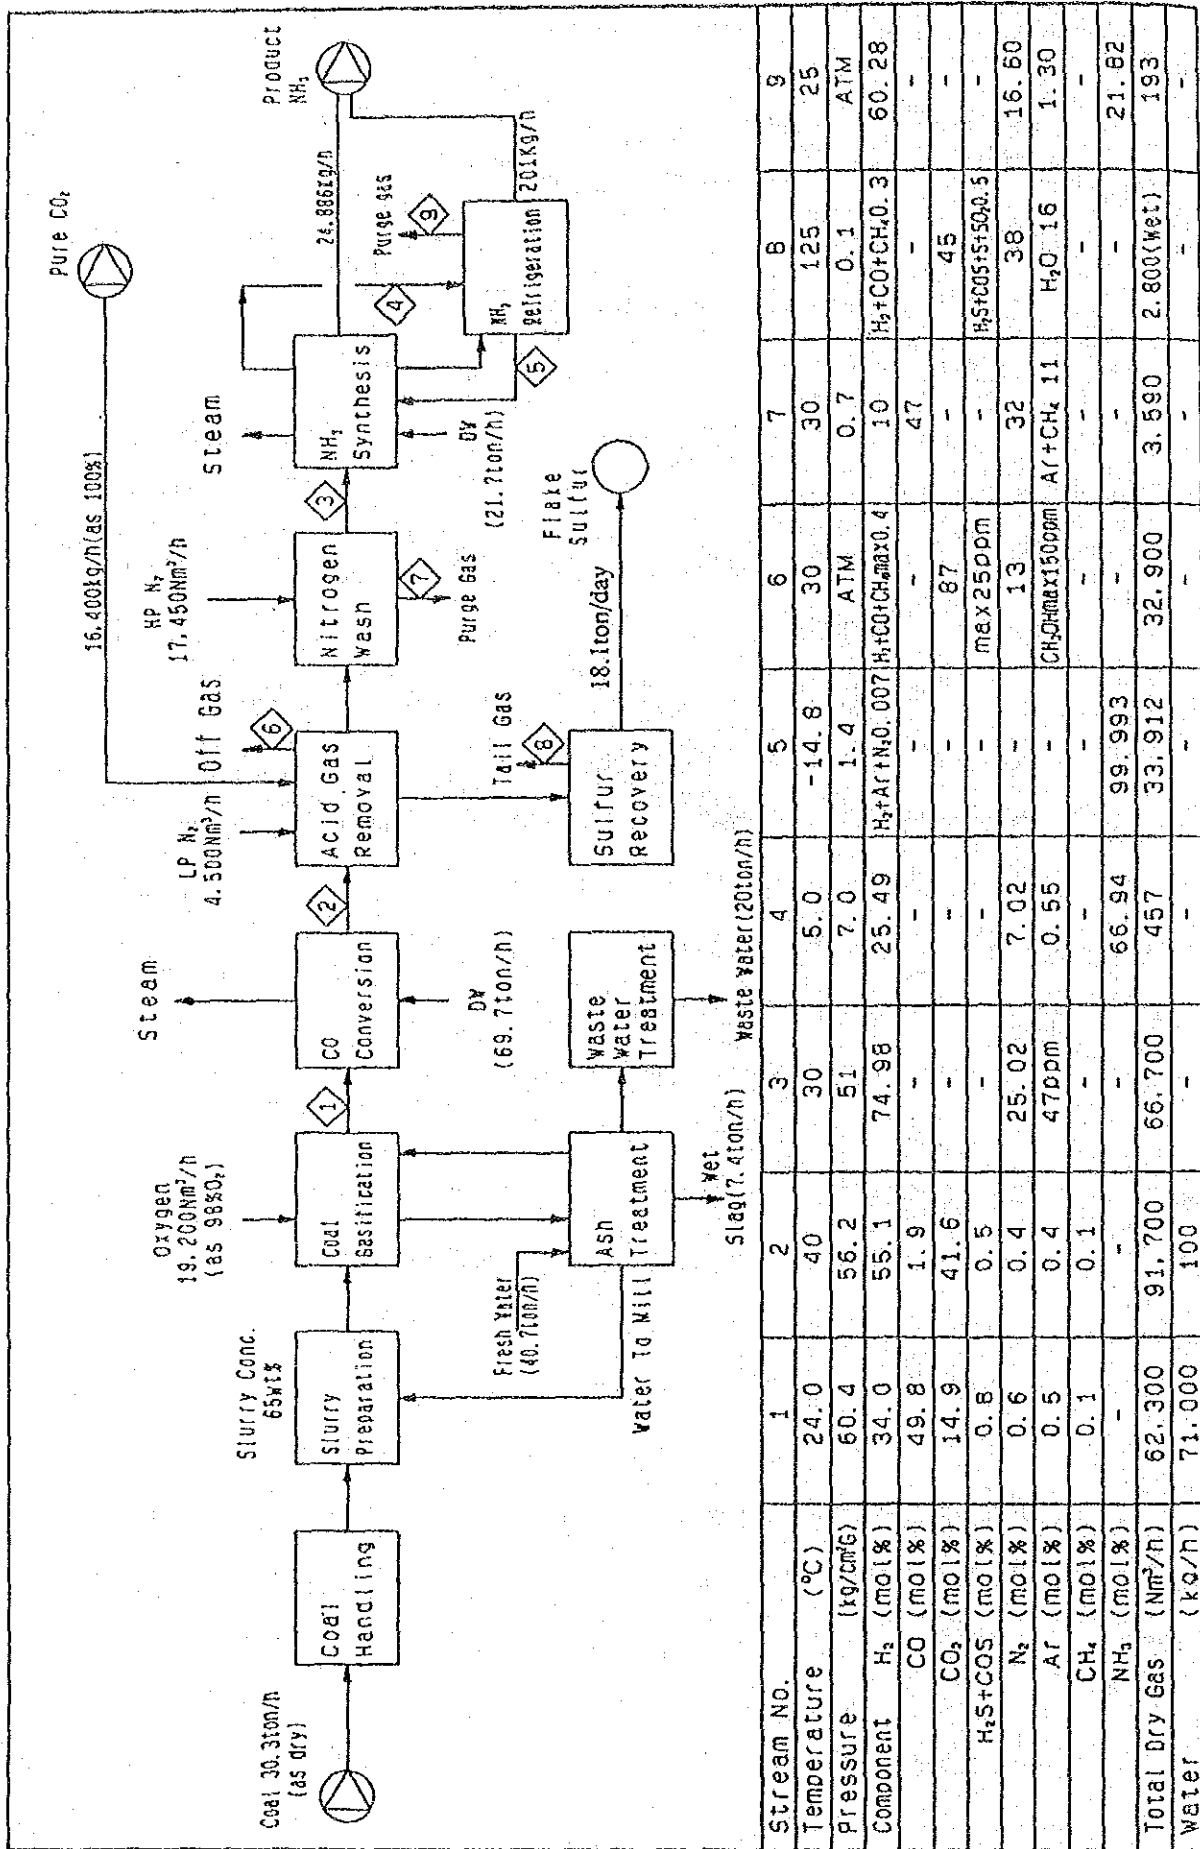 Coal 30.3ton/h
(as dry)
Coal
Handling
Slurry Conc.
65wt%
Slurry
Preparation
Oxygen
19.200Nm³/h
(as 98%O₂)
Coal
Gasification
1
Steam
CO
Conversion
DW
(69.7ton/h)
2
LP N₂
4.500Nm³/h
Off Gas
6
Acid Gas
Removal
16.400kg/h(as 100%)
Pure CO₂
HP N₂
17.450Nm³/h
Nitrogen
Wash
7
Purge Gas
3
Steam
NH₃
Synthesis
DW
(21.7ton/h)
24.886kg/h
Product
NH₃
4
Purge gas
9
NH₃
Refrigeration
201Kg/h
5
Fresh Water
(40.7ton/h)
Ash
Treatment
Water To Mill
Wet
Slag(7.4ton/h)
Waste
Water
Treatment
Waste Water(20ton/h)
Tail Gas
8
Sulfur
Recovery
18.1ton/day
Flake
Sulfur
Stream No. 1 2 3 4 5 6 7 8 9
Temperature (°C) 24.0 40 30 5.0 -14.8 30 30 125 25
Pressure (kg/cm²G) 60.4 56.2 51 7.0 1.4 ATM 0.7 0.1 ATM
Component H₂ (mol%) 34.0 55.1 74.98 25.49 H₂+Ar+N₂0.007 H₂+CO+CH₄max0.4 10 H₂+CO+CH₄0.3 60.28
CO (mol%) 49.8 1.9 - - - - 47 - -
CO₂ (mol%) 14.9 41.6 - - - 87 - 45 -
H₂S+COS (mol%) 0.8 0.5 - - - max25ppm - H₂S+COS+S+SO₂0.5 -
N₂ (mol%) 0.6 0.4 25.02 7.02 - 13 32 38 16.60
Ar (mol%) 0.5 0.4 47ppm 0.55 - CH₃OHmax150ppm Ar+CH₄ 11 H₂O 16 1.30
CH₄ (mol%) 0.1 0.1 - - - - - -
NH₃ (mol%) - - - 66.94 99.993 - - - 21.82
Total Dry Gas (Nm³/h) 62.300 91,700 66.700 457 33.912 32.900 3.590 2.800(Wet) 193
Water (kg/h) 71.000 100 - - - - - -